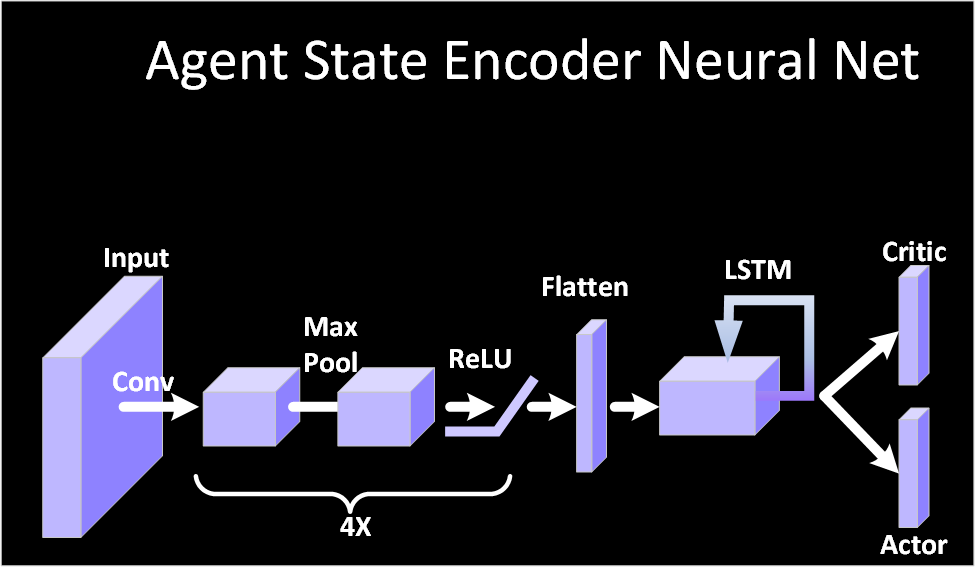 Agent State Encoder Neural Net
Input
Conv
Max
Pool
ReLU
4X
Flatten
LSTM
Critic
Actor